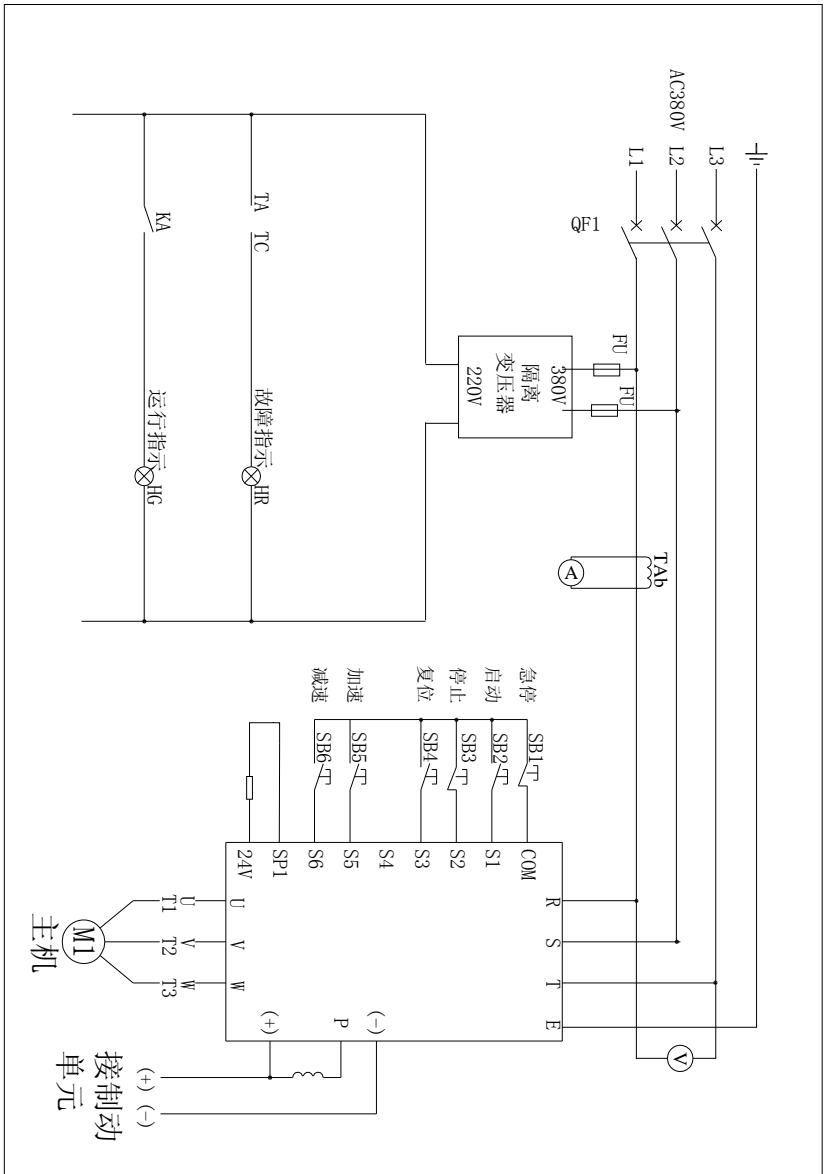 AC380V
L3
L2
L1
QF1
FU
FU
380V
隔离
变压器
220V
TA
TC
KA
故障指示
HR
运行指示
HG
TAb
A
急停
启动
停止
复位
加速
减速
SB1
SB2
SB3
SB4
SB5
SB6
COM
S1
S2
S3
S4
S5
S6
SP1
24V
R
S
T
E
V
U
V
W
U
V
W
T1
T2
T3
M1
主机
(-)
P
(+)
(+)
(-)
接制动
单元